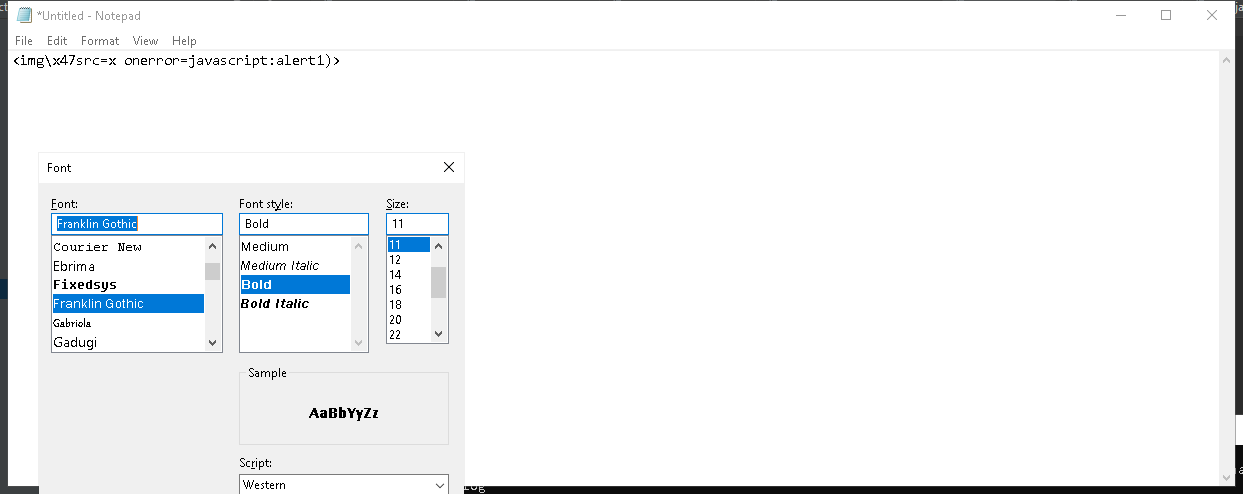 *Untitled - Notepad
File Edit Format View Help
<img\x47src=x onerror=javascript:alert1)>
Font
Font: Font style: Size:
Franklin Gothic Bold 11
Courier New Medium 11
Ebrima Medium Italic 12
Fixedsys Bold 14
Franklin Gothic Bold Italic 16
Gabriola 18
Gadugi 20
22
Sample
AaBbYyZz
Script:
Western